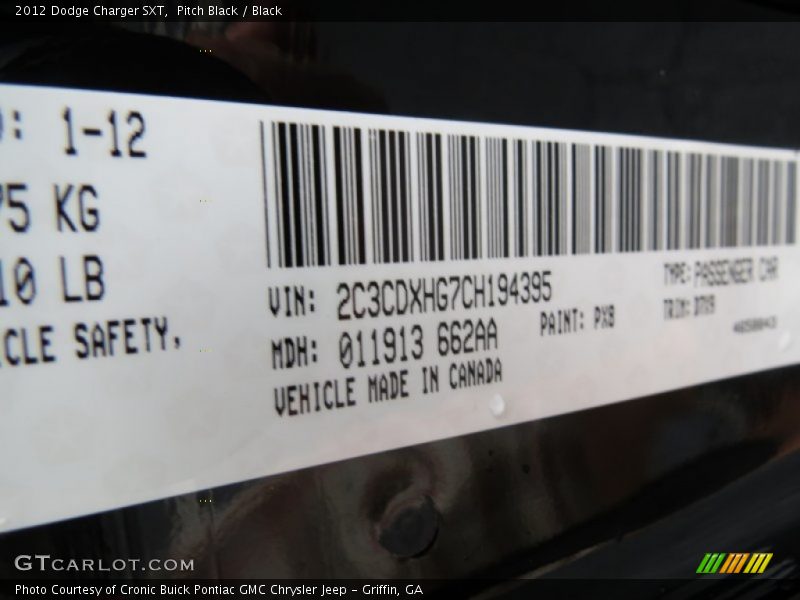 2012 Dodge Charger SXT,  Pitch Black / Black
: 1-12
75 KG
10 LB
CLE SAFETY.
VIN: 2C3CDXHG7CH194395
TYPE: PASSENGER CAR
MDH: 011913 662AA
PAINT: PX8
TRIM:
VEHICLE MADE IN CANADA
GTCARLOT.COM
Photo Courtesy of Cronic Buick Pontiac GMC Chrysler Jeep - Griffin, GA